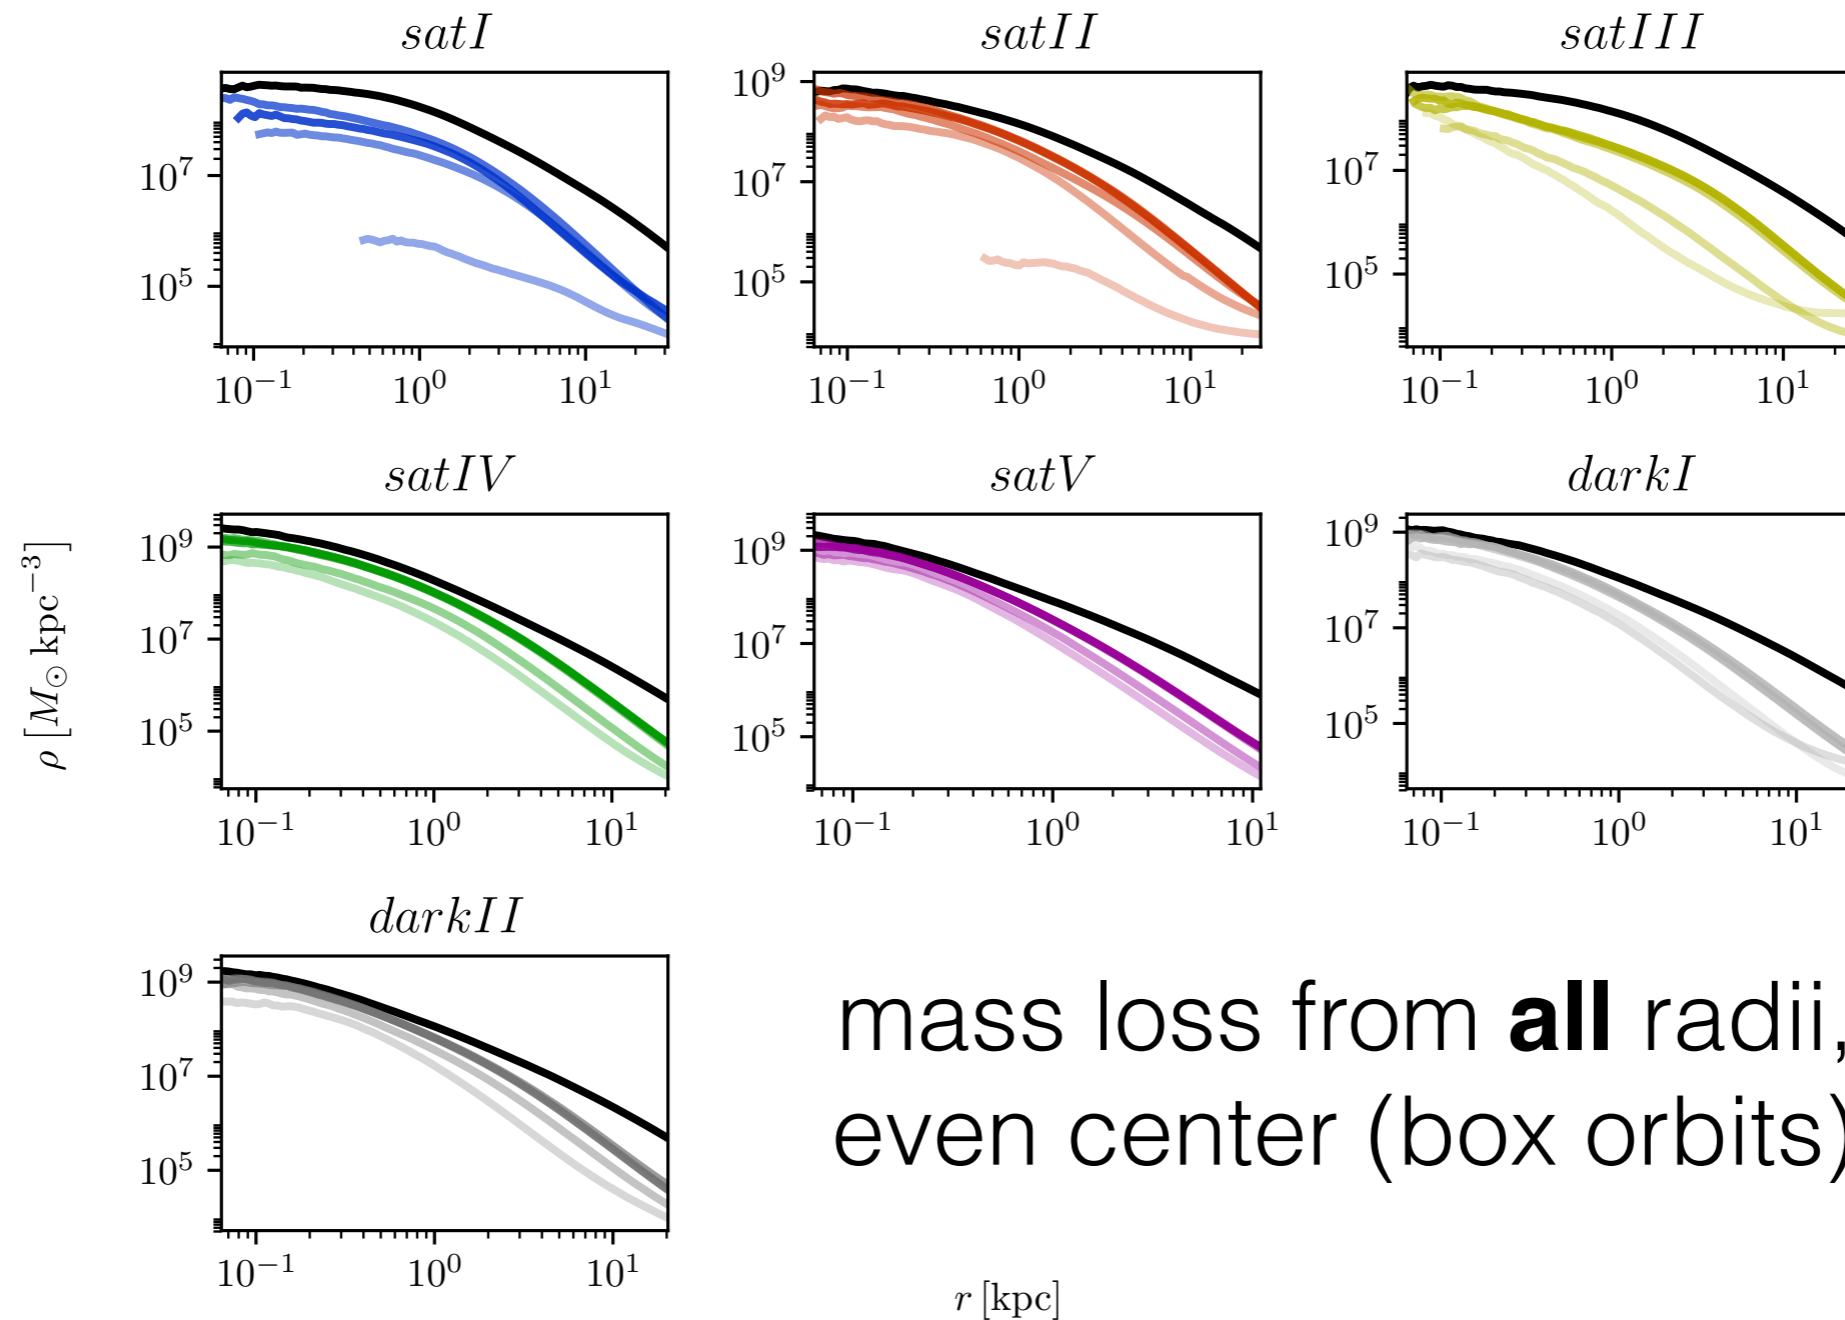 satI
satII
satIII
10^9
10^7
10^5
10^7
10^5
10^7
10^5
10^-1 10^0 10^1
10^-1 10^0 10^1
10^-1 10^0 10^1
satIV
satV
darkI
ρ [M⊙ kpc^-3]
10^9
10^7
10^5
10^9
10^7
10^5
10^9
10^7
10^5
10^-1 10^0 10^1
10^-1 10^0 10^1
10^-1 10^0 10^1
darkII
10^9
10^7
10^5
10^-1 10^0 10^1
mass loss from all radii,
even center (box orbits)
r [kpc]